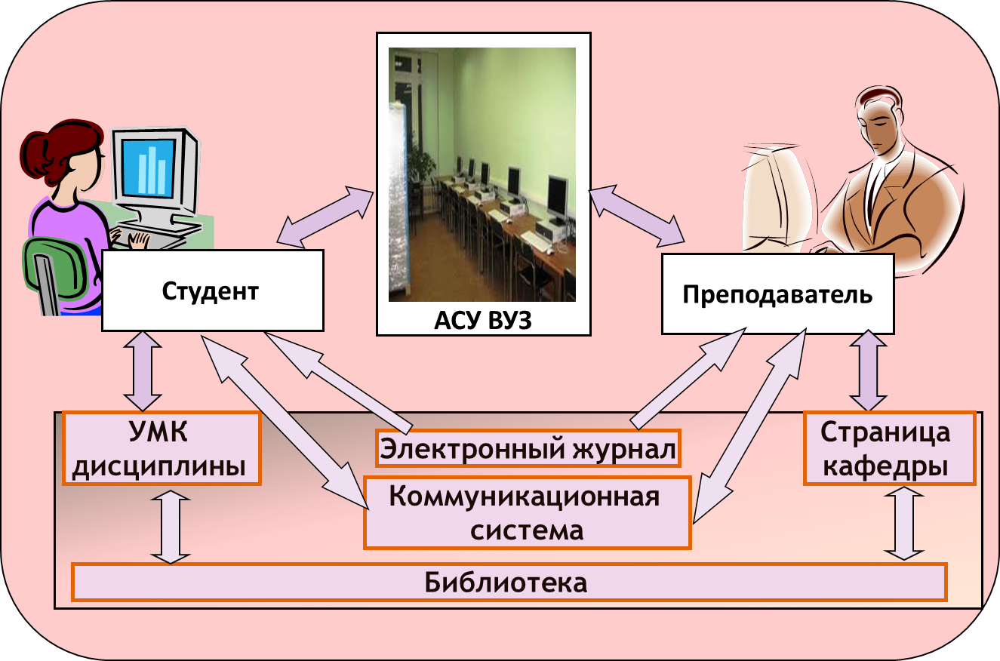 АСУ ВУЗ
Студент
Преподаватель
УМК
дисциплины
Электронный журнал
Страница
кафедры
Коммуникационная
система
Библиотека